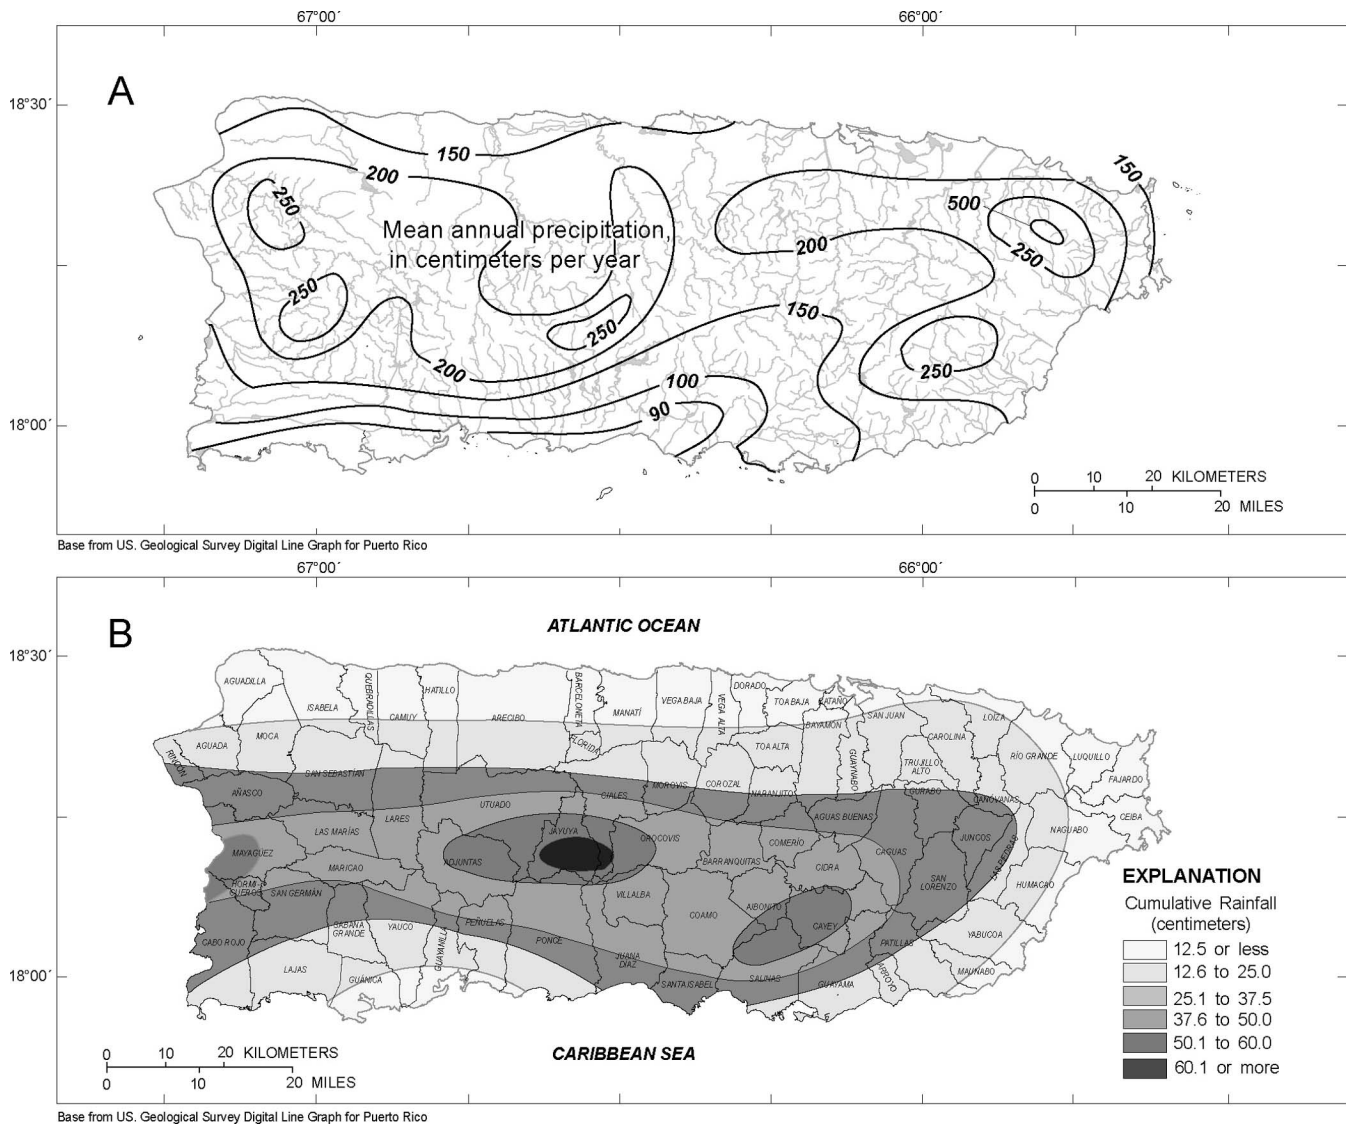 67°00´ 66°00´
18°30´
A
150
200
250
Mean annual precipitation,
in centimeters per year
250
250
200
150
100
90
200
500
250
250
150
18°00´
0 10 20 KILOMETERS
0 10 20 MILES
Base from US. Geological Survey Digital Line Graph for Puerto Rico
67°00´ 66°00´
B
ATLANTIC OCEAN
18°30´
AGUADILLA
ISABELA
QUEBRADILLAS
CAMUY
HATILLO
ARECIBO
BARCELONETA
MANATÍ
VEGA BAJA
VEGA ALTA
DORADO
TOA BAJA
CATAÑO
BAYAMÓN
SAN JUAN
LOÍZA
CAROLINA
RÍO GRANDE
LUQUILLO
FAJARDO
CEIBA
AGUADA
MOCA
RINCÓN
SAN SEBASTIÁN
FLORIDA
TOA ALTA
GUAYNABO
TRUJILLO
ALTO
AÑASCO
LARES
UTUADO
CIALES
MOROVIS
COROZAL
NARANJITO
GURABO
CANÓVANAS
LAS MARÍAS
JAYUYA
OROCOVIS
AGUAS BUENAS
COMERÍO
CAGUAS
JUNCOS
NAGUABO
MAYAGÜEZ
MARICAO
ADJUNTAS
BARRANQUITAS
CIDRA
SAN
LORENZO
LAS PIEDRAS
HUMACAO
HORMI-
GUEROS
SAN GERMÁN
VILLALBA
COAMO
AIBONITO
CAYEY
CABO ROJO
SABANA
GRANDE
YAUCO
GUAYANILLA
PEÑUELAS
PONCE
JUANA
DÍAZ
SANTA ISABEL
SALINAS
GUAYAMA
PATILLAS
ARROYO
YABUCOA
MAUNABO
LAJAS
GUÁNICA
18°00´
CARIBBEAN SEA
0 10 20 KILOMETERS
0 10 20 MILES
EXPLANATION
Cumulative Rainfall
(centimeters)
12.5 or less
12.6 to 25.0
25.1 to 37.5
37.6 to 50.0
50.1 to 60.0
60.1 or more
Base from US. Geological Survey Digital Line Graph for Puerto Rico